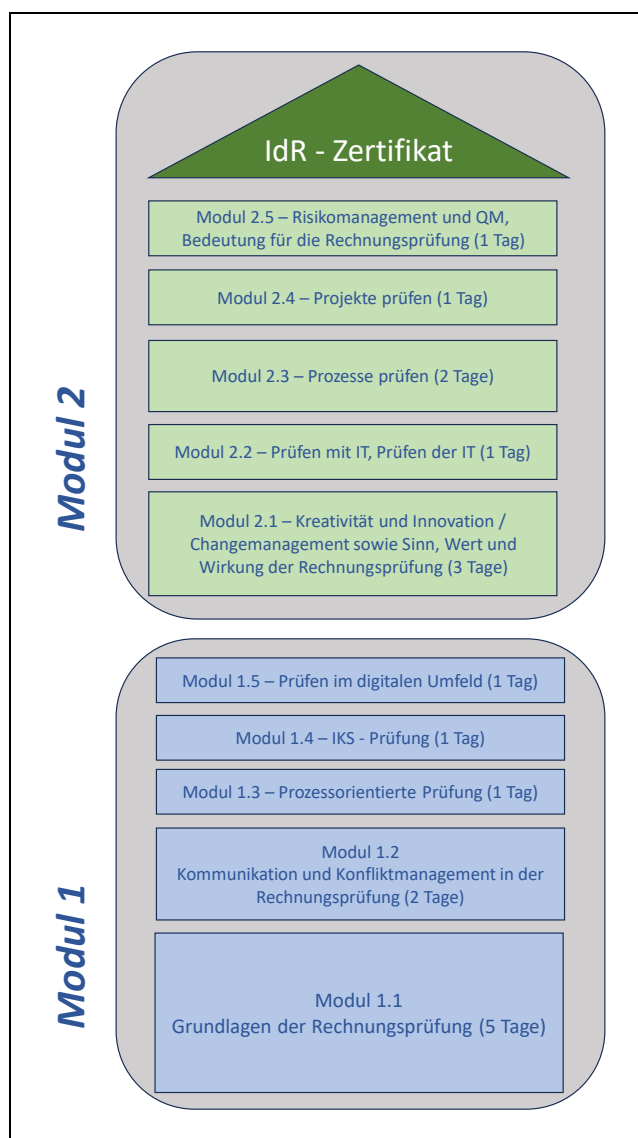 IdR - Zertifikat
Modul 2.5 – Risikomanagement und QM,
Bedeutung für die Rechnungsprüfung (1 Tag)
Modul 2.4 – Projekte prüfen (1 Tag)
Modul 2.3 – Prozesse prüfen (2 Tage)
Modul 2.2 – Prüfen mit IT, Prüfen der IT (1 Tag)
Modul 2.1 – Kreativität und Innovation /
Changemanagement sowie Sinn, Wert und
Wirkung der Rechnungsprüfung (3 Tage)
Modul 2
Modul 1.5 – Prüfen im digitalen Umfeld (1 Tag)
Modul 1.4 – IKS - Prüfung (1 Tag)
Modul 1.3 – Prozessorientierte Prüfung (1 Tag)
Modul 1.2
Kommunikation und Konfliktmanagement in der
Rechnungsprüfung (2 Tage)
Modul 1.1
Grundlagen der Rechnungsprüfung (5 Tage)
Modul 1